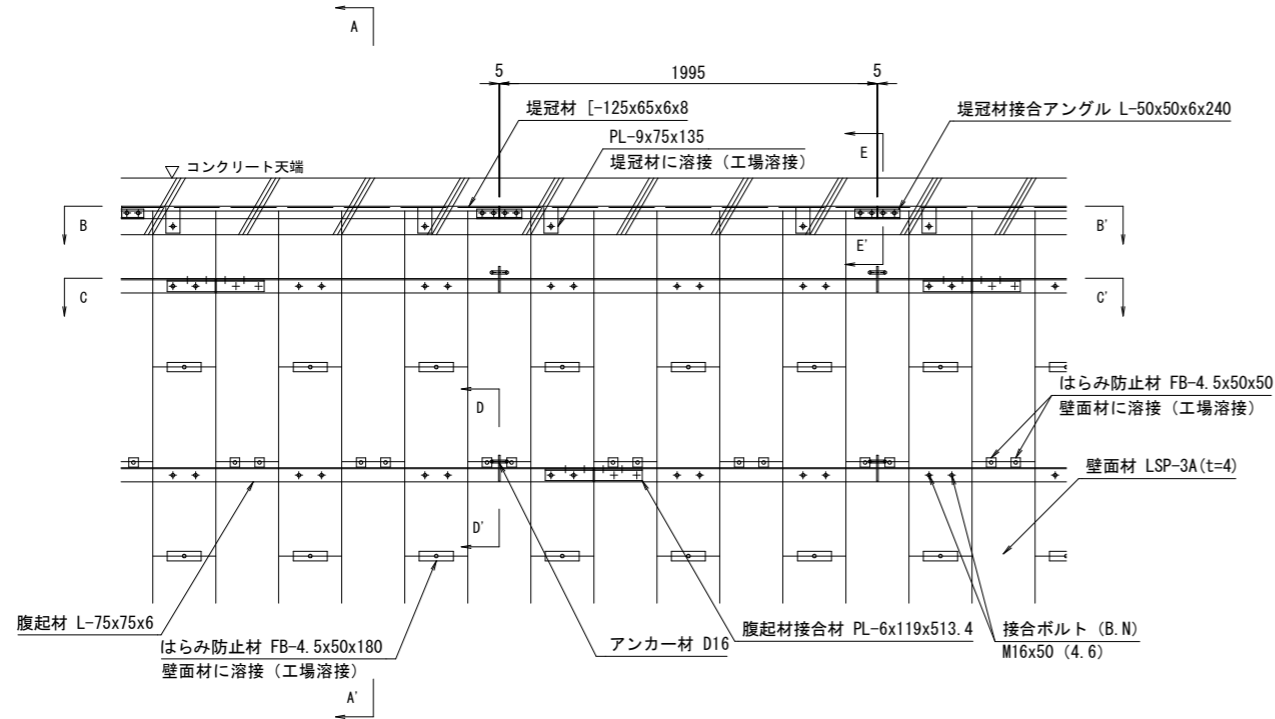 A
5
1995
5
堤冠材 [-125x65x6x8
堤冠材接合アングル L-50x50x6x240
PL-9x75x135
堤冠材に溶接（工場溶接）
E
コンクリート天端
B
B'
E'
C
C'
はらみ防止材 FB-4.5x50x50
壁面材に溶接（工場溶接）
D
壁面材 LSP-3A(t=4)
D'
腹起材 L-75x75x6
はらみ防止材 FB-4.5x50x180
壁面材に溶接（工場溶接）
アンカー材 D16
腹起材接合材 PL-6x119x513.4
接合ボルト（B.N）
M16x50（4.6）
A'